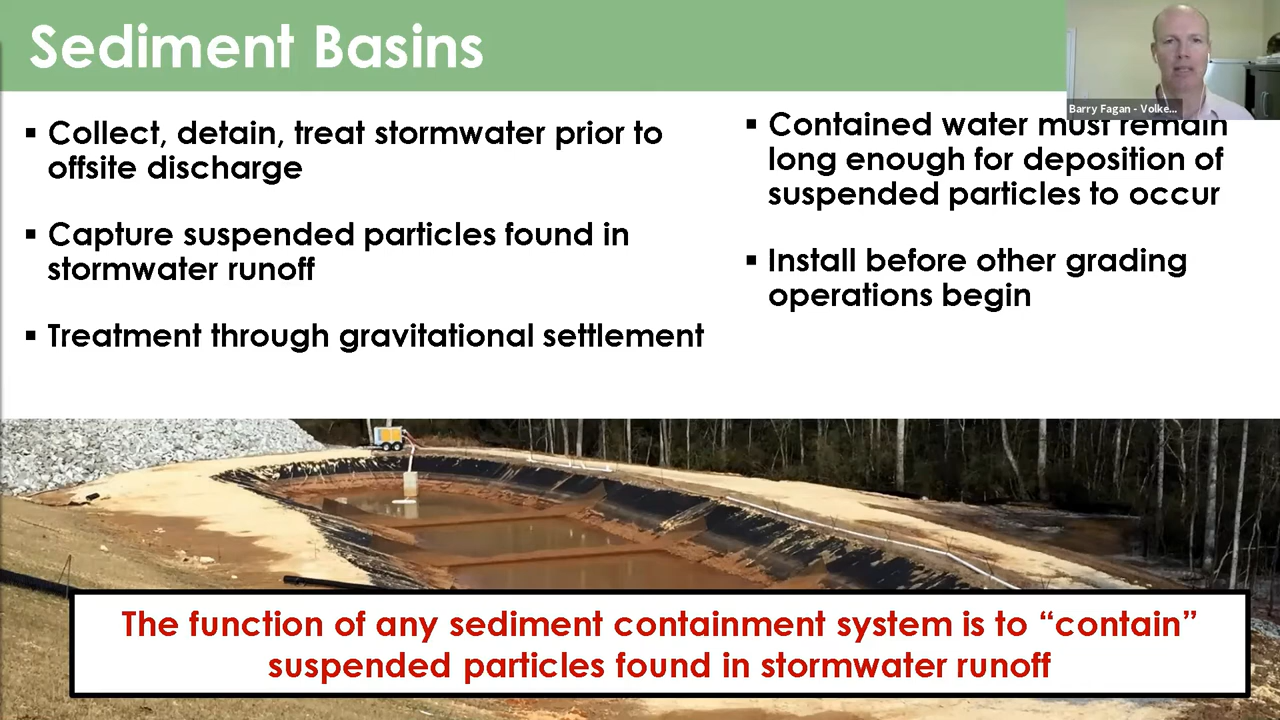 Sediment Basins
Barry Fagan - Volke...
▪ Collect, detain, treat stormwater prior to
offsite discharge
▪ Capture suspended particles found in
stormwater runoff
▪ Treatment through gravitational settlement
▪ Contained water must remain
long enough for deposition of
suspended particles to occur
▪ Install before other grading
operations begin
The function of any sediment containment system is to “contain”
suspended particles found in stormwater runoff